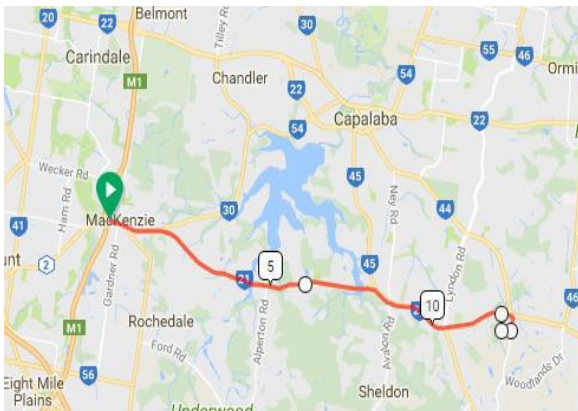 Belmont
20
22
Tilley Rd
30
55
46
Carindale
M1
Chandler
22
54
Ormi
Capalaba
22
54
Wecker Rd
45
Ney Rd
44
41
Ham Rd
MacKenzie
30
Lyndon Rd
nt
2
Gardner Rd
5
21
45
10
46
M1
Rochedale
Alperton Rd
Avalon Rd
Ford Rd
Woodlands Dr
Eight Mile
Plains
56
Sheldon
Underwood